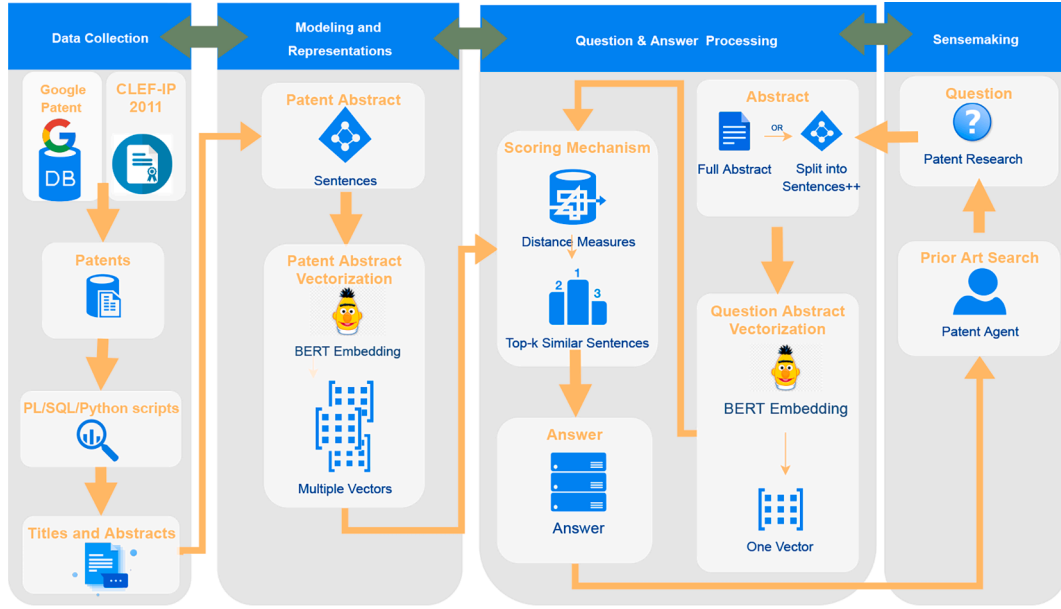 Data Collection
Modeling and
Representations
Question & Answer Processing
Sensemaking
Google
Patent
DB
CLEF-IP
2011
Patents
PL/SQL/Python scripts
Titles and Abstracts
Patent Abstract
Sentences
Patent Abstract
Vectorization
BERT Embedding
Multiple Vectors
Scoring Mechanism
Distance Measures
1
2
3
Top-k Similar Sentences
Answer
Answer
Abstract
OR
Full Abstract
Split into
Sentences++
Question Abstract
Vectorization
BERT Embedding
One Vector
Question
?
Patent Research
Prior Art Search
Patent Agent